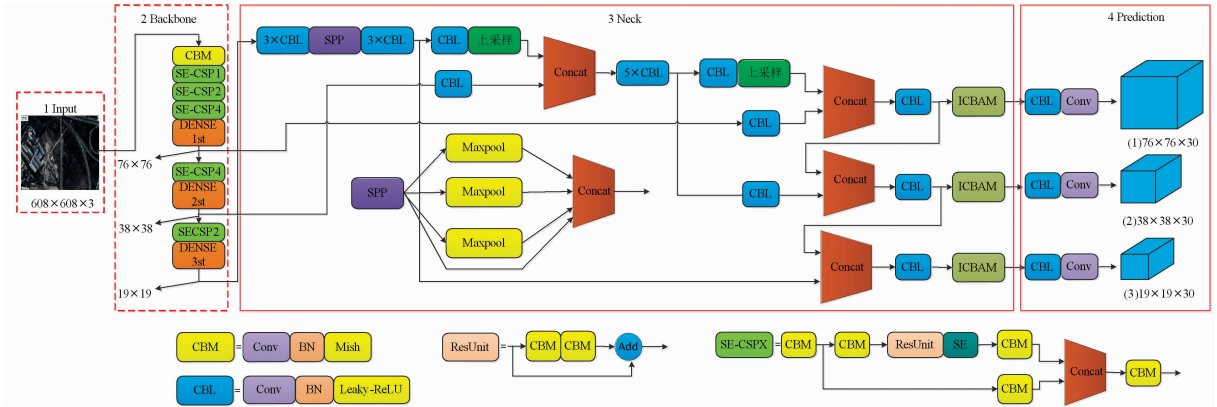 2 Backbone
3 Neck
4 Prediction
1 Input
608×608×3
CBM
SE-CSP1
SE-CSP2
SE-CSP4
DENSE
1st
76×76
SE-CSP4
DENSE
2st
38×38
SECSP2
DENSE
3st
19×19
3×CBL
SPP
3×CBL
CBL
上采样
CBL
Concat
5×CBL
CBL
上采样
CBL
Concat
CBL
ICBAM
CBL
Conv
(1)76×76×30
SPP
Maxpool
Maxpool
Maxpool
Concat
CBL
Concat
CBL
ICBAM
CBL
Conv
(2)38×38×30
Concat
CBL
ICBAM
CBL
Conv
(3)19×19×30
CBM
=
Conv
BN
Mish
CBL
=
Conv
BN
Leaky-ReLU
ResUnit
=
CBM
CBM
Add
SE-CSPX
=
CBM
CBM
ResUnit
SE
CBM
CBM
Concat
CBM